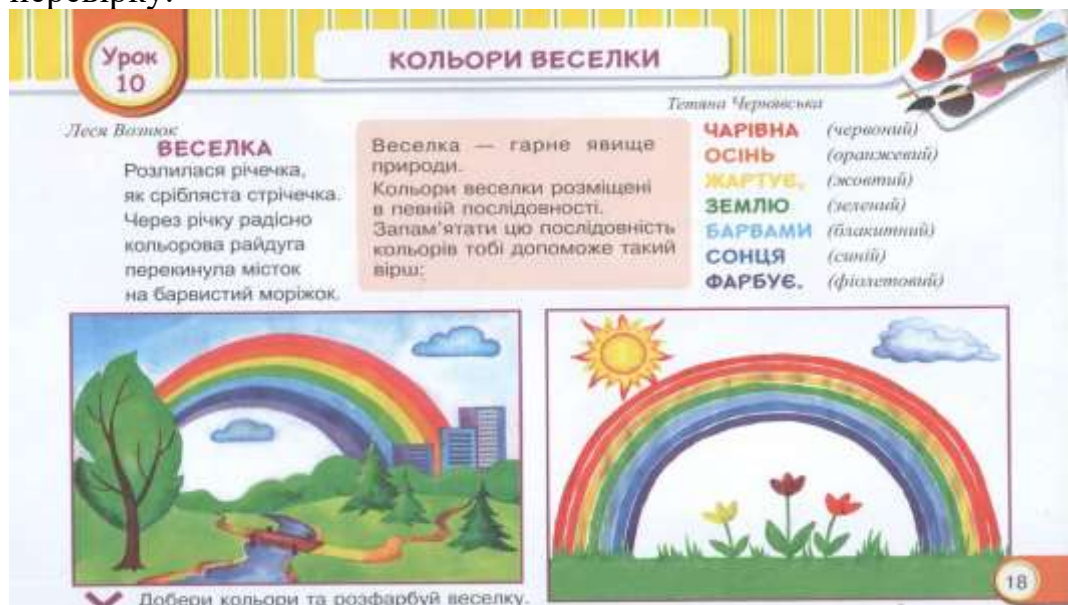 перевірку.
Урок
10
КОЛЬОРИ ВЕСЕЛКИ
Леся Вознюк
ВЕСЕЛКА
Розлилася річечка,
як срібляста стрічечка.
Через річку радісно
кольорова райдуга
перекинула місток
на барвистий моріжок.
Веселка — гарне явище
природи.
Кольори веселки розміщені
в певній послідовності.
Запам'ятати цю послідовність
кольорів тобі допоможе такий
вірш:
Тетяна Чернявська
ЧАРІВНА (червоний)
ОСІНЬ (оранжевий)
ЖАРТУЄ, (жовтий)
ЗЕМЛЮ (зелений)
БАРВАМИ (блакитний)
СОНЦЯ (синій)
ФАРБУЄ. (фіолетовий)
18
Добери кольори та розфарбуй веселку.